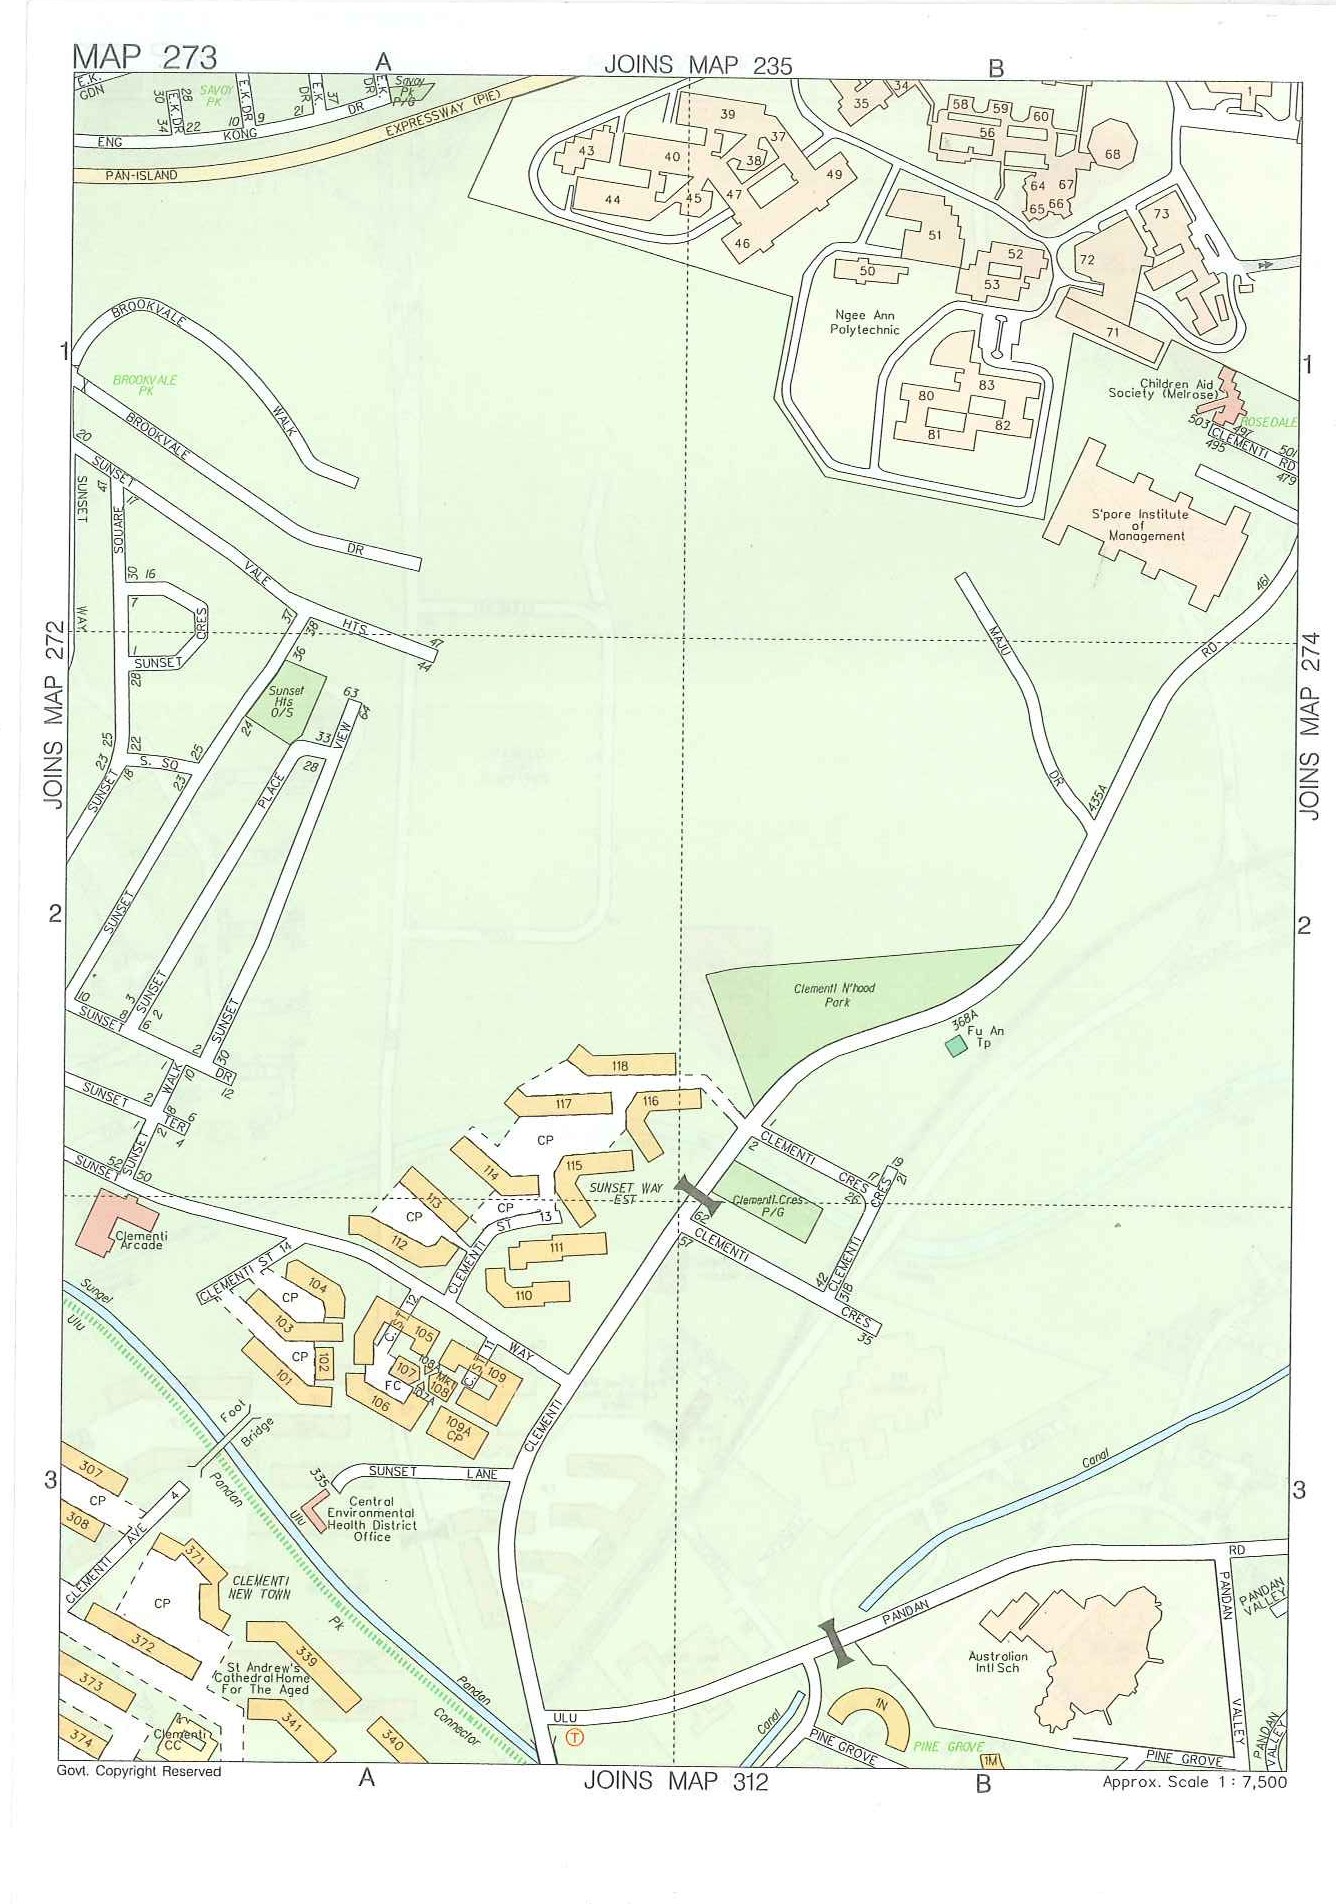 MAP 273
A
JOINS MAP 235
B
E.K.
GDN
30
28
E.K. DR
34
22
SAVOY
PK
E.K. DR
10
9
E.K.
DR
21
37
E.K.
DR
DR
Savoy
Pk
P/G
ENG
KONG
EXPRESSWAY (PIE)
PAN-ISLAND
39
37
43
40
38
49
44
45
47
46
35
34
58
59
60
56
68
64
67
65
66
1
73
51
52
72
50
53
71
Ngee Ann
Polytechnic
83
80
82
81
Children Aid
Society (Melrose)
ROSEDALE
503
497
CLEMENTI RD
495
501
479
S'pore Institute
of
Management
461
BROOKVALE
WALK
BROOKVALE
PK
BROOKVALE
DR
1
1
20
SUNSET
VALE
HTS
SUNSET
WAY
47
17
SQUARE
30
16
7
CRES
1
SUNSET
28
37
38
36
47
44
JOINS MAP 272
JOINS MAP 274
Sunset
Hts
O/S
24
63
64
VIEW
33
28
25
22
23
18
S. SQ
25
23
SUNSET
PLACE
MAJU
DR
RD
435A
2
2
SUNSET
10
SUNSET
8
3
SUNSET
2
6
SUNSET
2
30
DR
12
1
WALK
10
SUNSET
2
8
6
TER
1
2
4
SUNSET
SUNSET
52
50
Clementi N'hood
Park
368A
Fu An
Tp
118
117
116
CP
115
114
113
SUNSET WAY
EST
CP
CP
ST
13
112
111
110
CLEMENTI
1
2
CLEMENTI
CRES
17
19
21
26
CRES
Clementi Cres
P/G
62
57
CLEMENTI
42
CLEMENTI
31B
CRES
35
Clementi
Arcade
CLEMENTI ST 14
104
CP
103
CP
102
101
12
C. ST
105
11
C. ST
WAY
108A
MKT
107
108
109
FC
107A
106
109A
CP
CLEMENTI
Sungei
Ulu
Foot
Bridge
Pandan
SUNSET
LANE
335
Ulu
Central
Environmental
Health District
Office
3
3
307
CP
308
4
CLEMENTI AVE
371
CP
372
CLEMENTI
NEW TOWN
Pk
339
373
St Andrew's
Cathedral Home
For The Aged
374
Clementi
CC
341
340
Pandan
Connector
ULU
T
PANDAN
RD
Canal
Canal
Australian
Intl Sch
PANDAN
VALLEY
PANDAN
VALLEY
PANDAN
VALLEY
1N
1M
PINE GROVE
PINE GROVE
PINE GROVE
Govt. Copyright Reserved
A
JOINS MAP 312
B
Approx. Scale 1 : 7,500